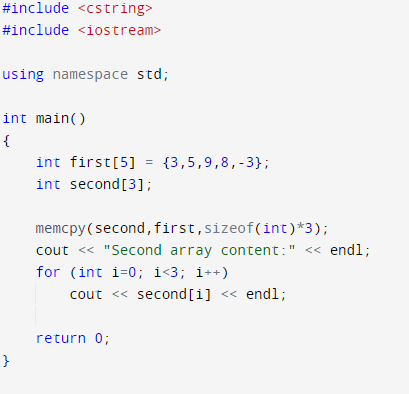 #include <cstring>
#include <iostream>
using namespace std;
int main()
{
int first[5] = {3,5,9,8,-3};
int second[3];
memcpy(second,first,sizeof(int)*3);
cout << "Second array content:" << endl;
for (int i=0; i<3; i++)
cout << second[i] << endl;
return 0;
}